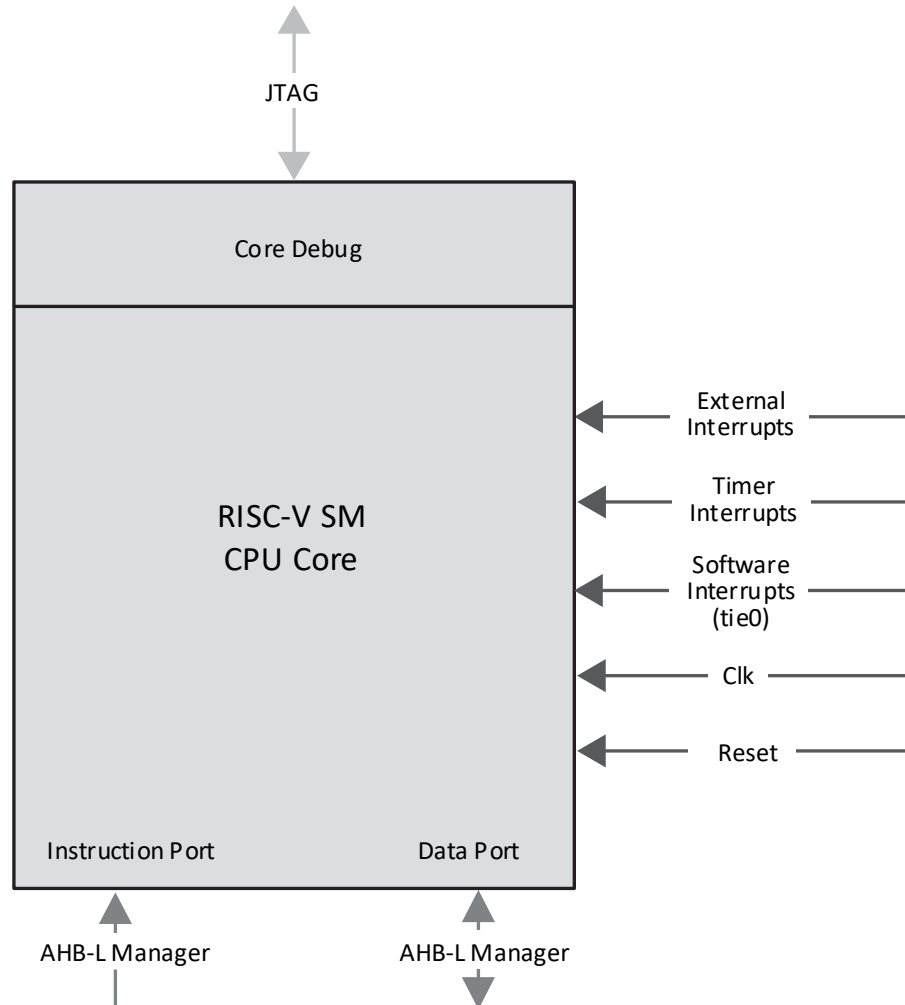 JTAG
Core Debug
External
Interrupts
Timer
Interrupts
RISC-V SM
CPU Core
Software
Interrupts
(tie0)
Clk
Reset
Instruction Port
Data Port
AHB-L Manager
AHB-L Manager